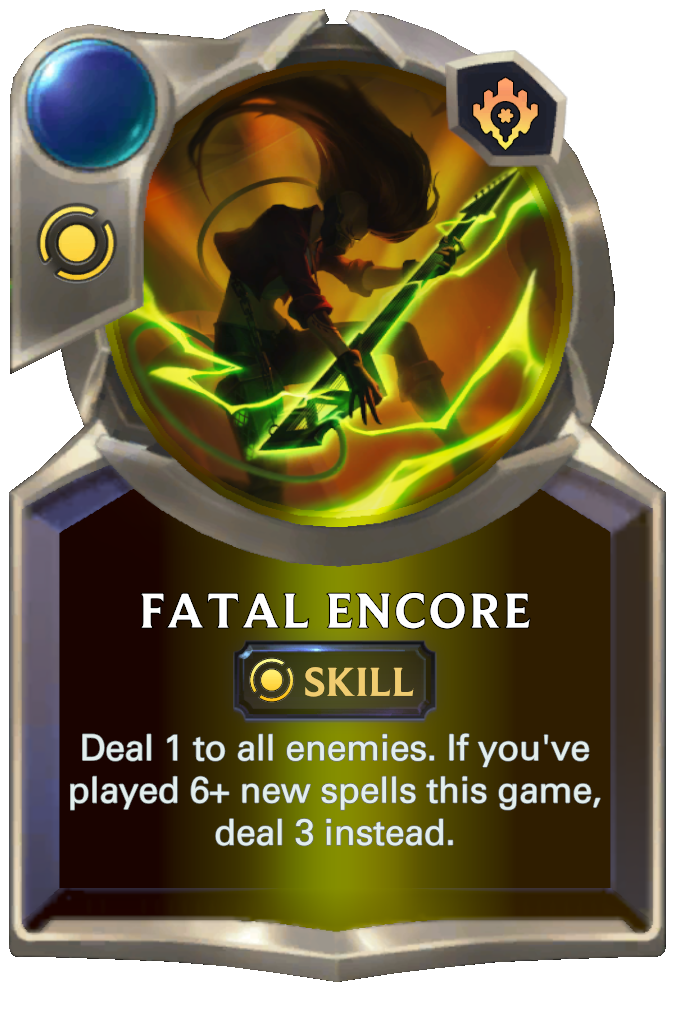 FATAL ENCORE
SKILL
Deal 1 to all enemies. If you've
played 6+ new spells this game,
deal 3 instead.